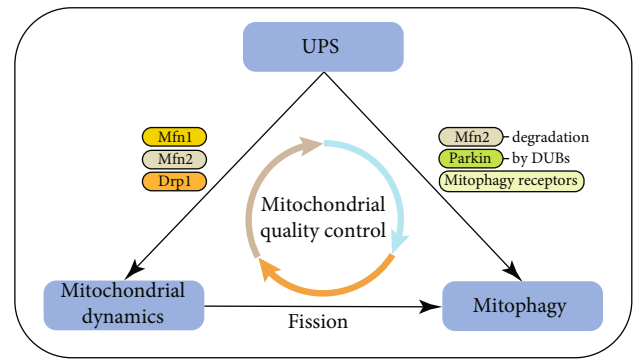 UPS
Mfn1
Mfn2
Drp1
Mfn2 degradation
Parkin by DUBs
Mitophagy receptors
Mitochondrial
quality control
Mitochondrial
dynamics
Fission
Mitophagy